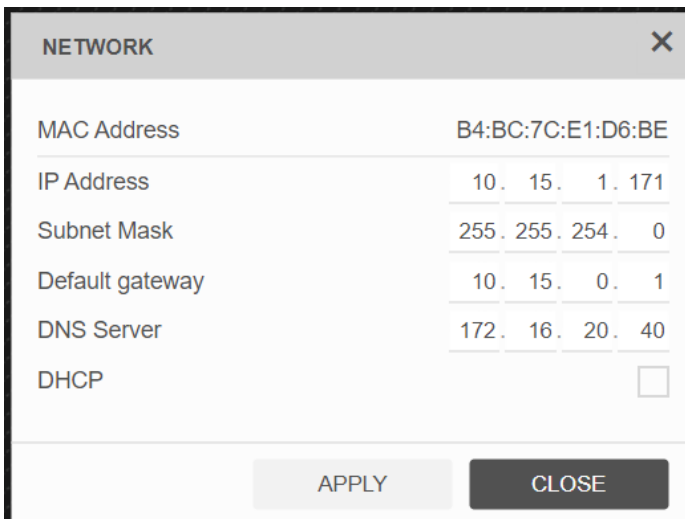 NETWORK
MAC Address B4:BC:7C:E1:D6:BE
IP Address 10. 15. 1. 171
Subnet Mask 255. 255. 254. 0
Default gateway 10. 15. 0. 1
DNS Server 172. 16. 20. 40
DHCP
APPLY CLOSE